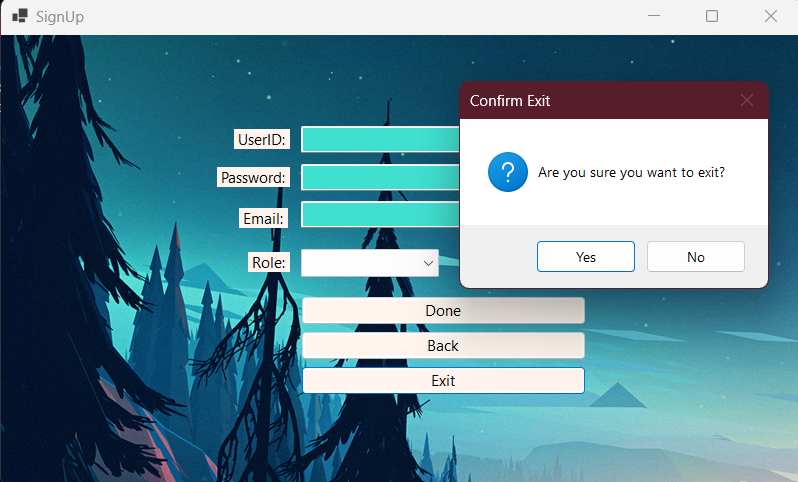 SignUp
Confirm Exit
Are you sure you want to exit?
Yes
No
UserID:
Password:
Email:
Role:
Done
Back
Exit